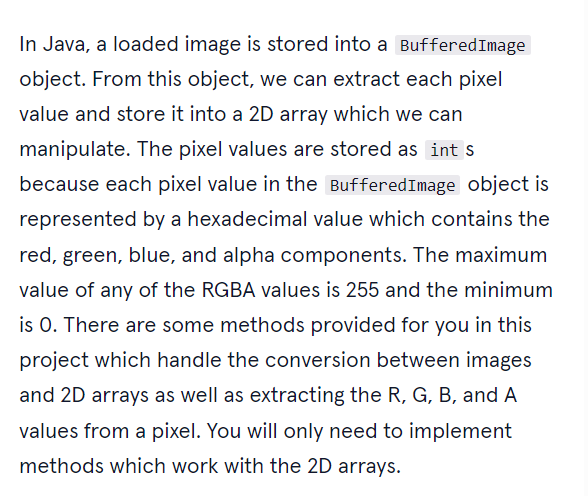 In Java, a loaded image is stored into a BufferedImage
object. From this object, we can extract each pixel
value and store it into a 2D array which we can
manipulate. The pixel values are stored as int s
because each pixel value in the BufferedImage object is
represented by a hexadecimal value which contains the
red, green, blue, and alpha components. The maximum
value of any of the RGBA values is 255 and the minimum
is 0. There are some methods provided for you in this
project which handle the conversion between images
and 2D arrays as well as extracting the R, G, B, and A
values from a pixel. You will only need to implement
methods which work with the 2D arrays.